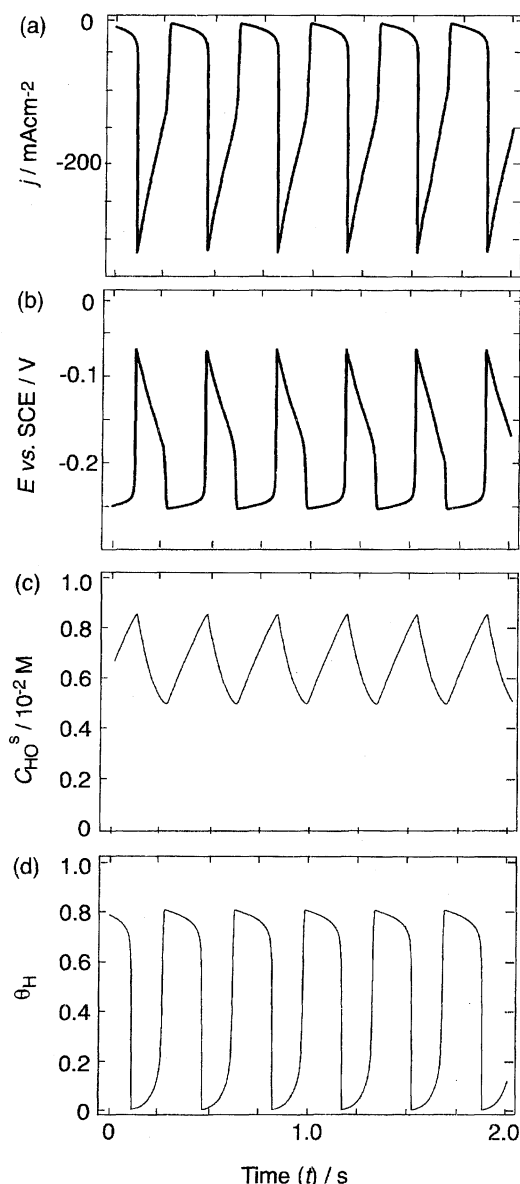 (a)
0
-200
j / mAcm-2
(b)
0
-0.1
-0.2
E vs. SCE / V
(c)
1.0
0.8
0.6
0.4
0.2
0
C_HO^s / 10^-2 M
(d)
1.0
0.8
0.6
0.4
0.2
0
θ_H
0 1.0 2.0
Time (t) / s